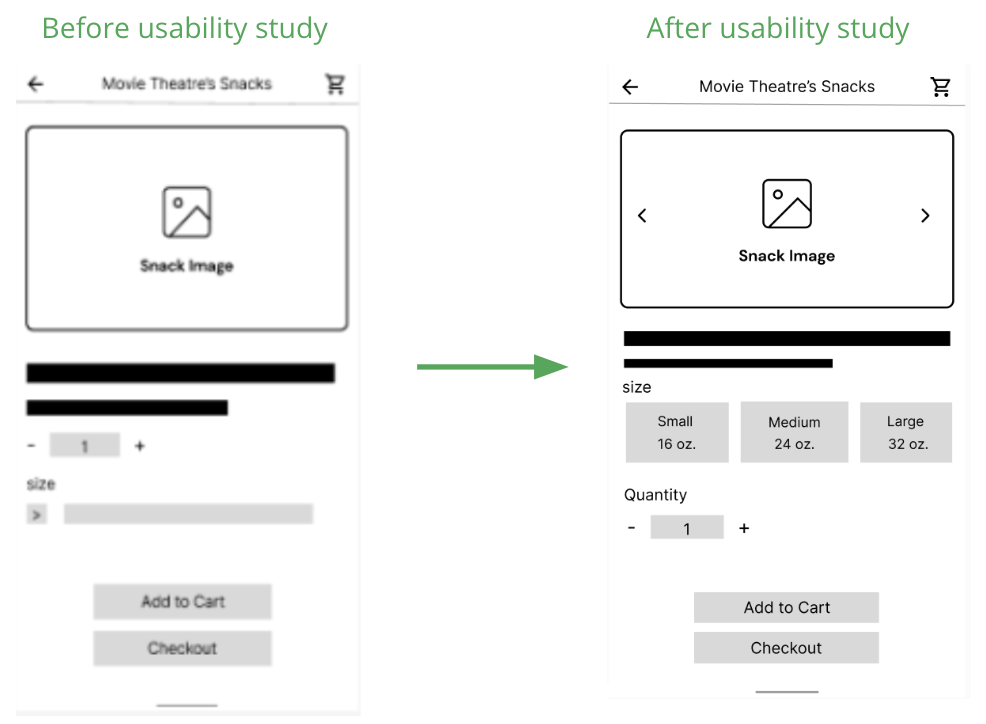 Before usability study
Movie Theatre's Snacks
Snack Image
- 1 +
size
>
Add to Cart
Checkout
After usability study
Movie Theatre's Snacks
Snack Image
size
Small
16 oz.
Medium
24 oz.
Large
32 oz.
Quantity
- 1 +
Add to Cart
Checkout